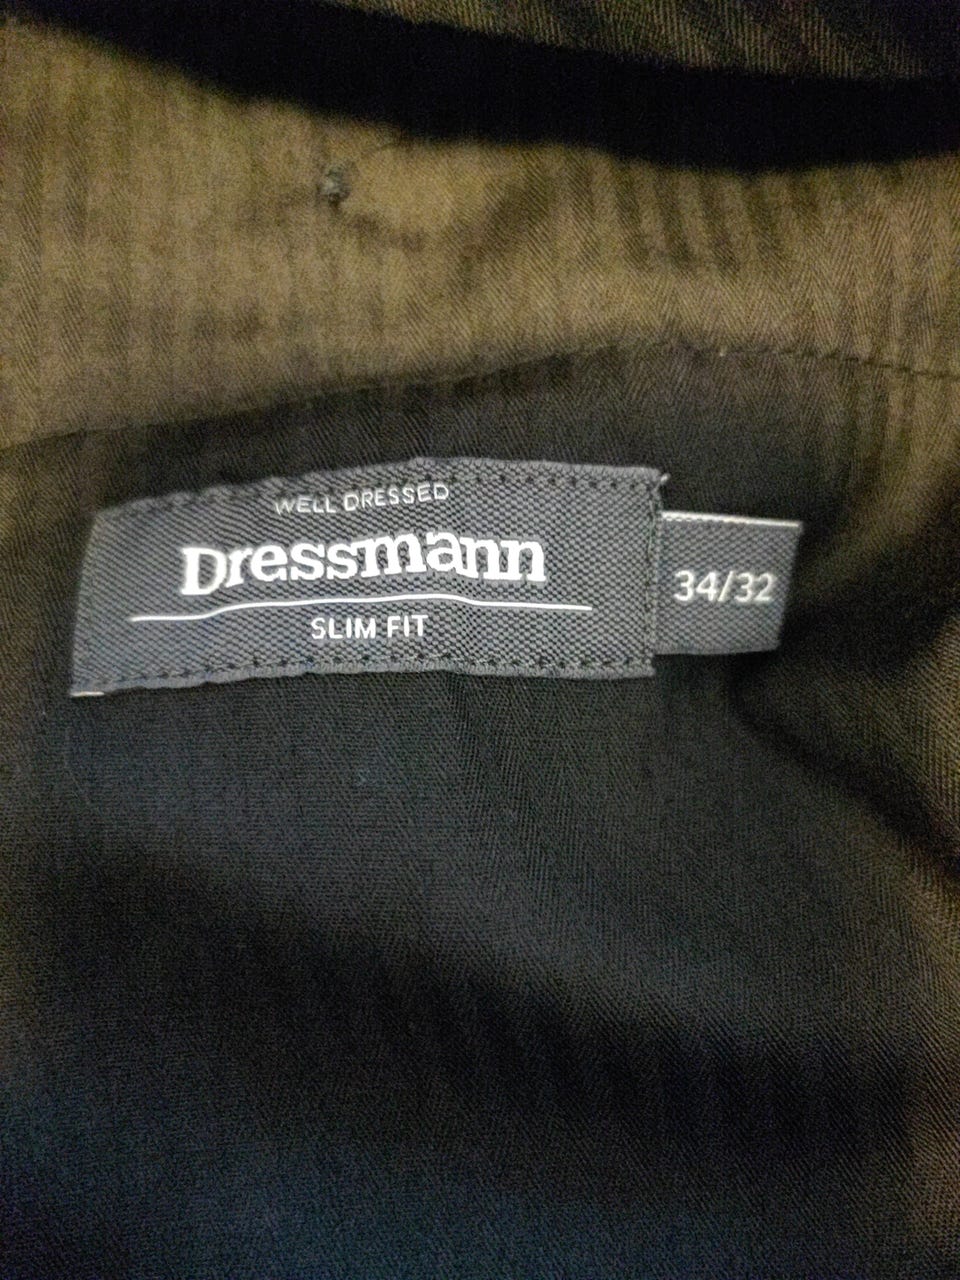 WELL DRESSED
Dressmann
SLIM FIT
34/32